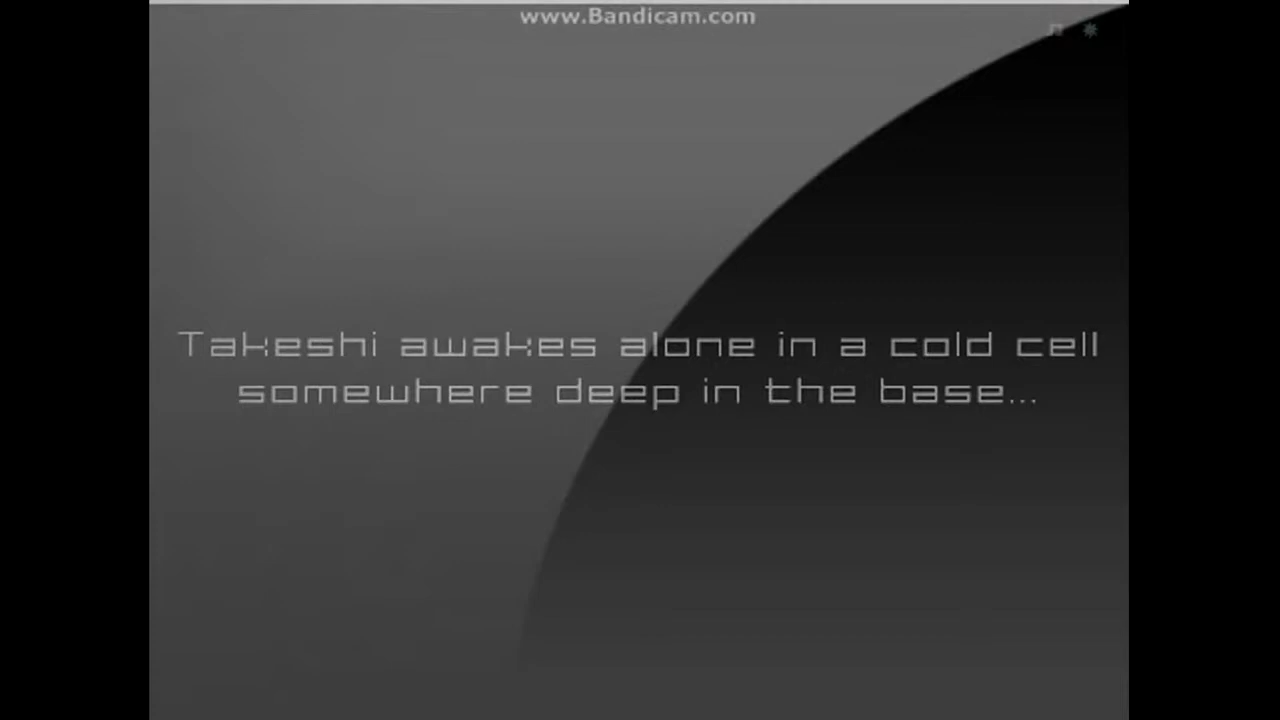 www.Bandicam.com
Takeshi awakes alone in a cold cell
somewhere deep in the base...